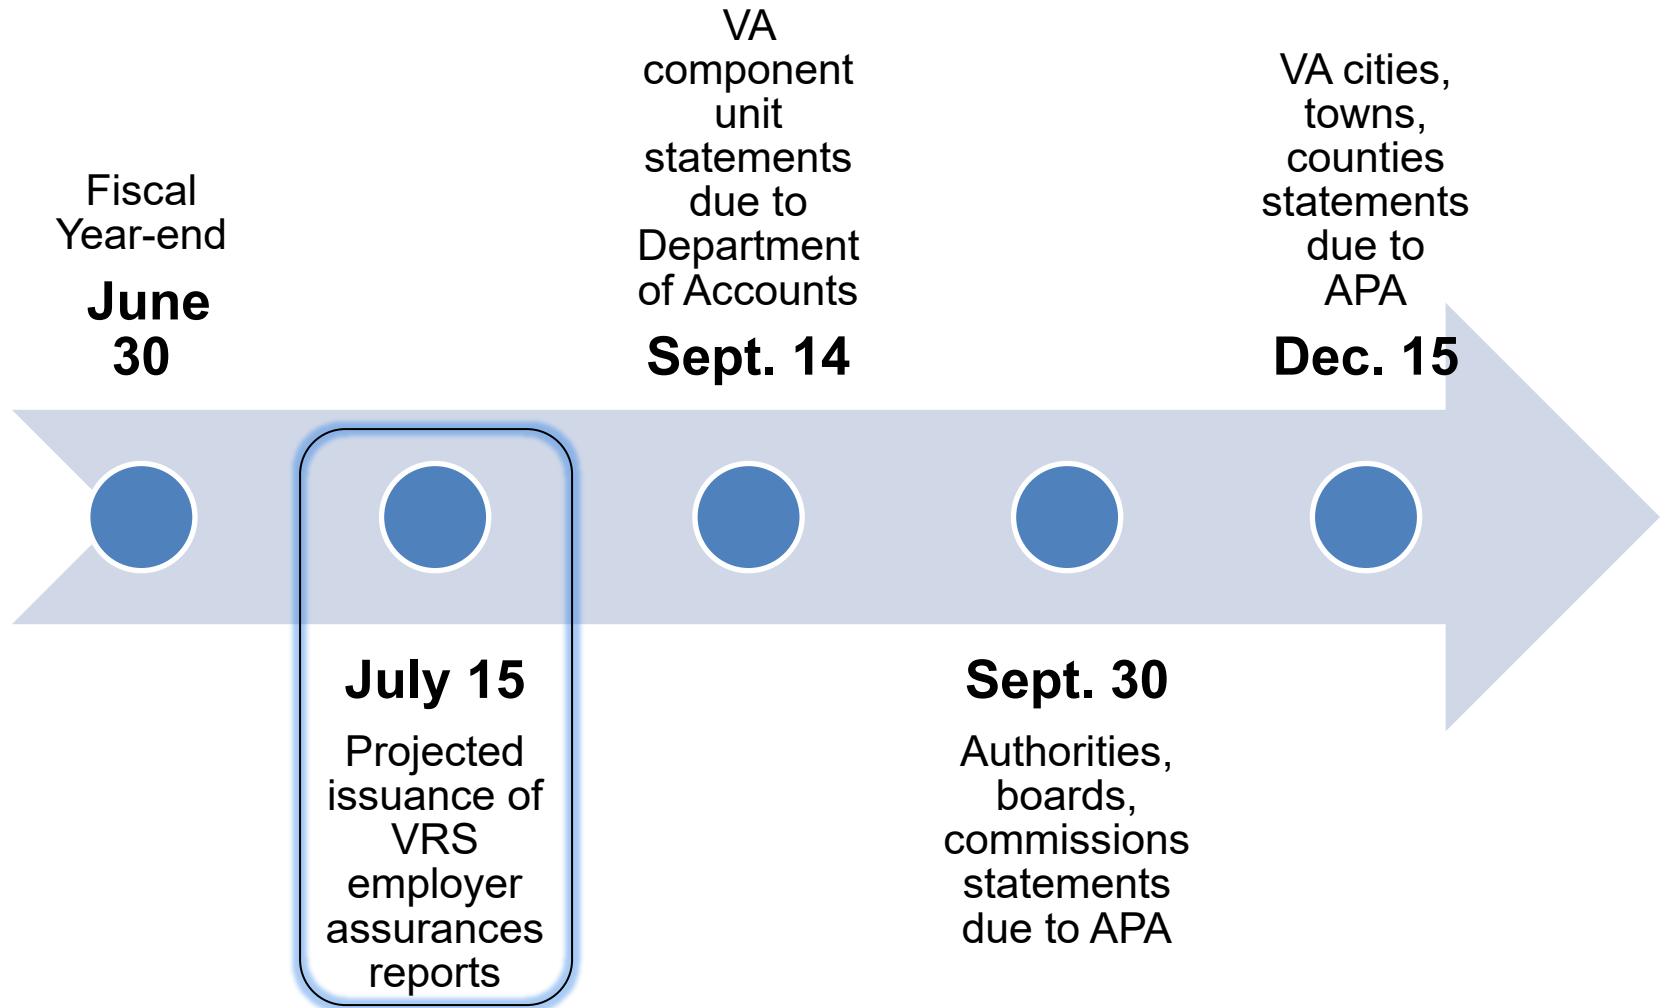 Fiscal
Year-end
June
30
July 15
Projected
issuance of
VRS
employer
assurances
reports
VA
component
unit
statements
due to
Department
of Accounts
Sept. 14
Sept. 30
Authorities,
boards,
commissions
statements
due to APA
VA cities,
towns,
counties
statements
due to
APA
Dec. 15